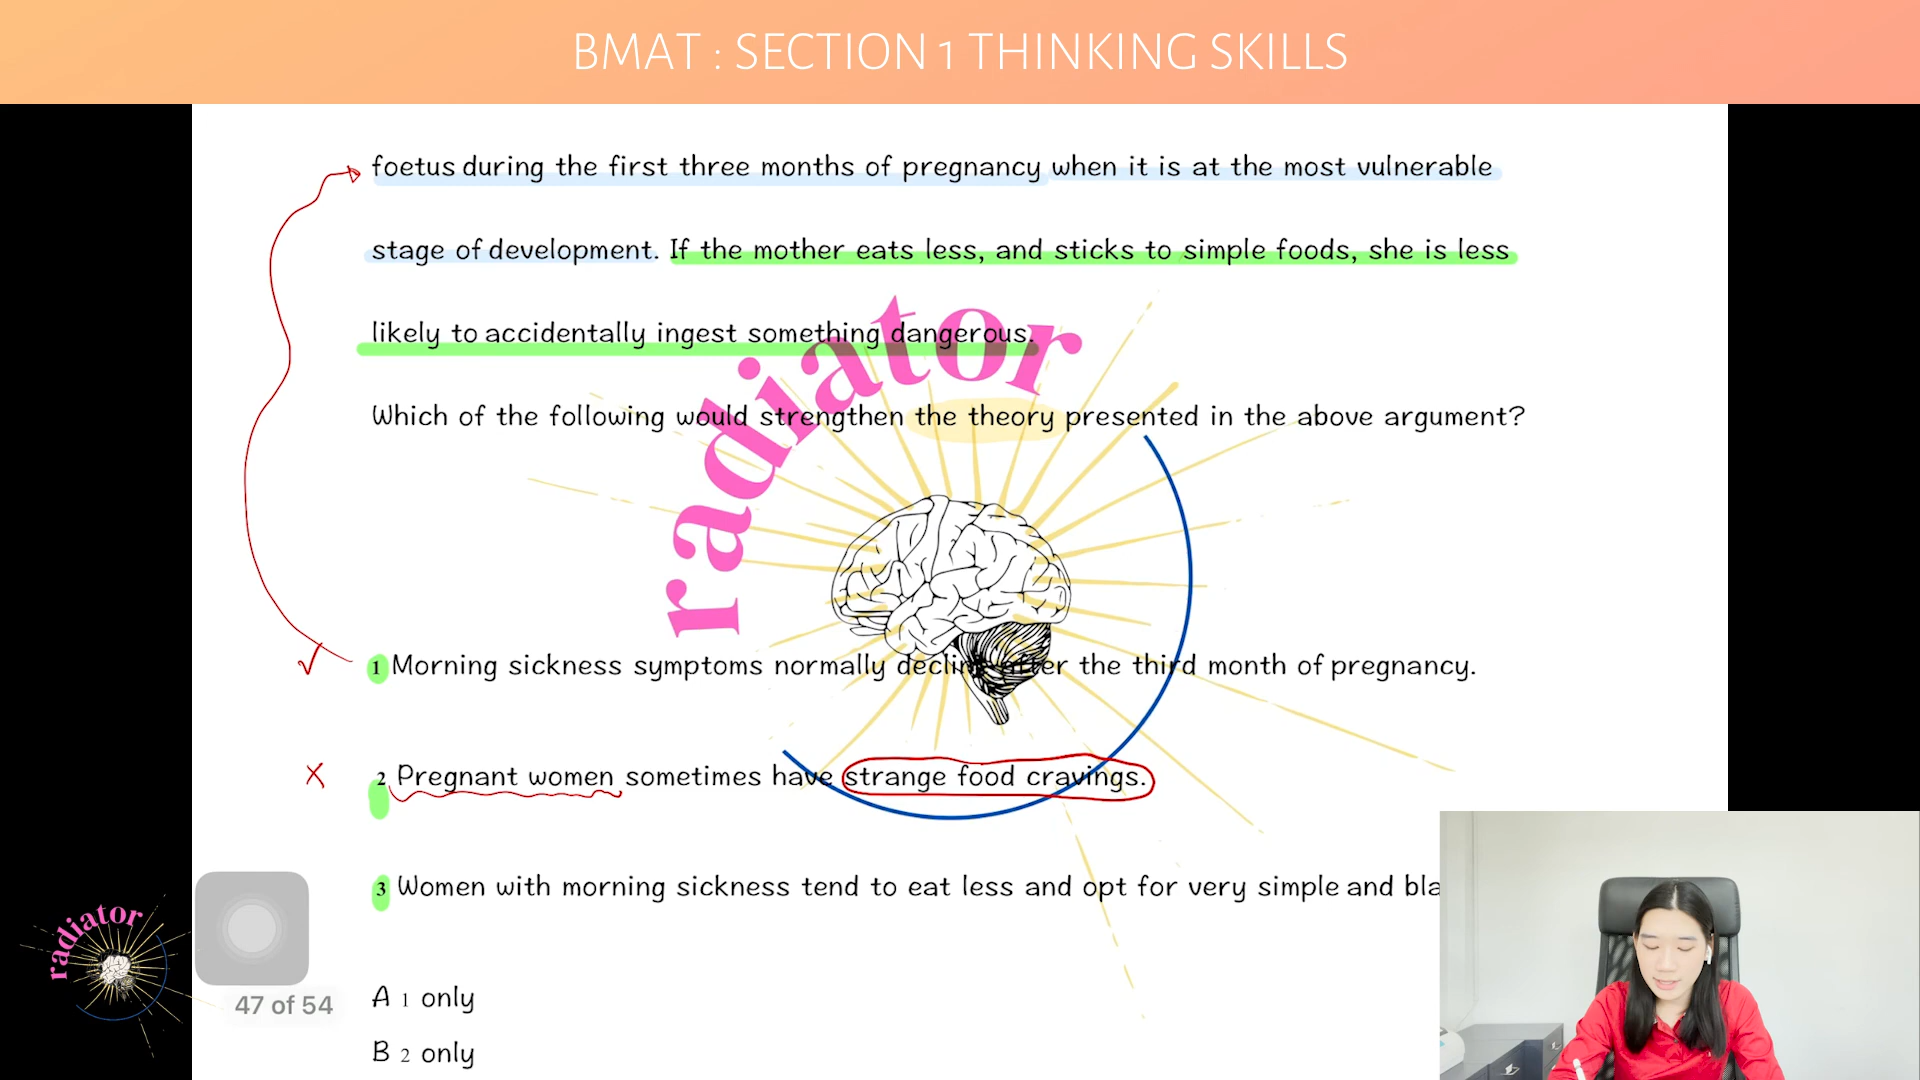 BMAT : SECTION 1 THINKING SKILLS
foetus during the first three months of pregnancy when it is at the most vulnerable
stage of development. If the mother eats less, and sticks to simple foods, she is less
likely to accidentally ingest something dangerous.
Which of the following would strengthen the theory presented in the above argument?
radiator
1 Morning sickness symptoms normally decline after the third month of pregnancy.
2 Pregnant women sometimes have strange food cravings.
3 Women with morning sickness tend to eat less and opt for very simple and
radiator
47 of 54
A 1 only
B 2 only